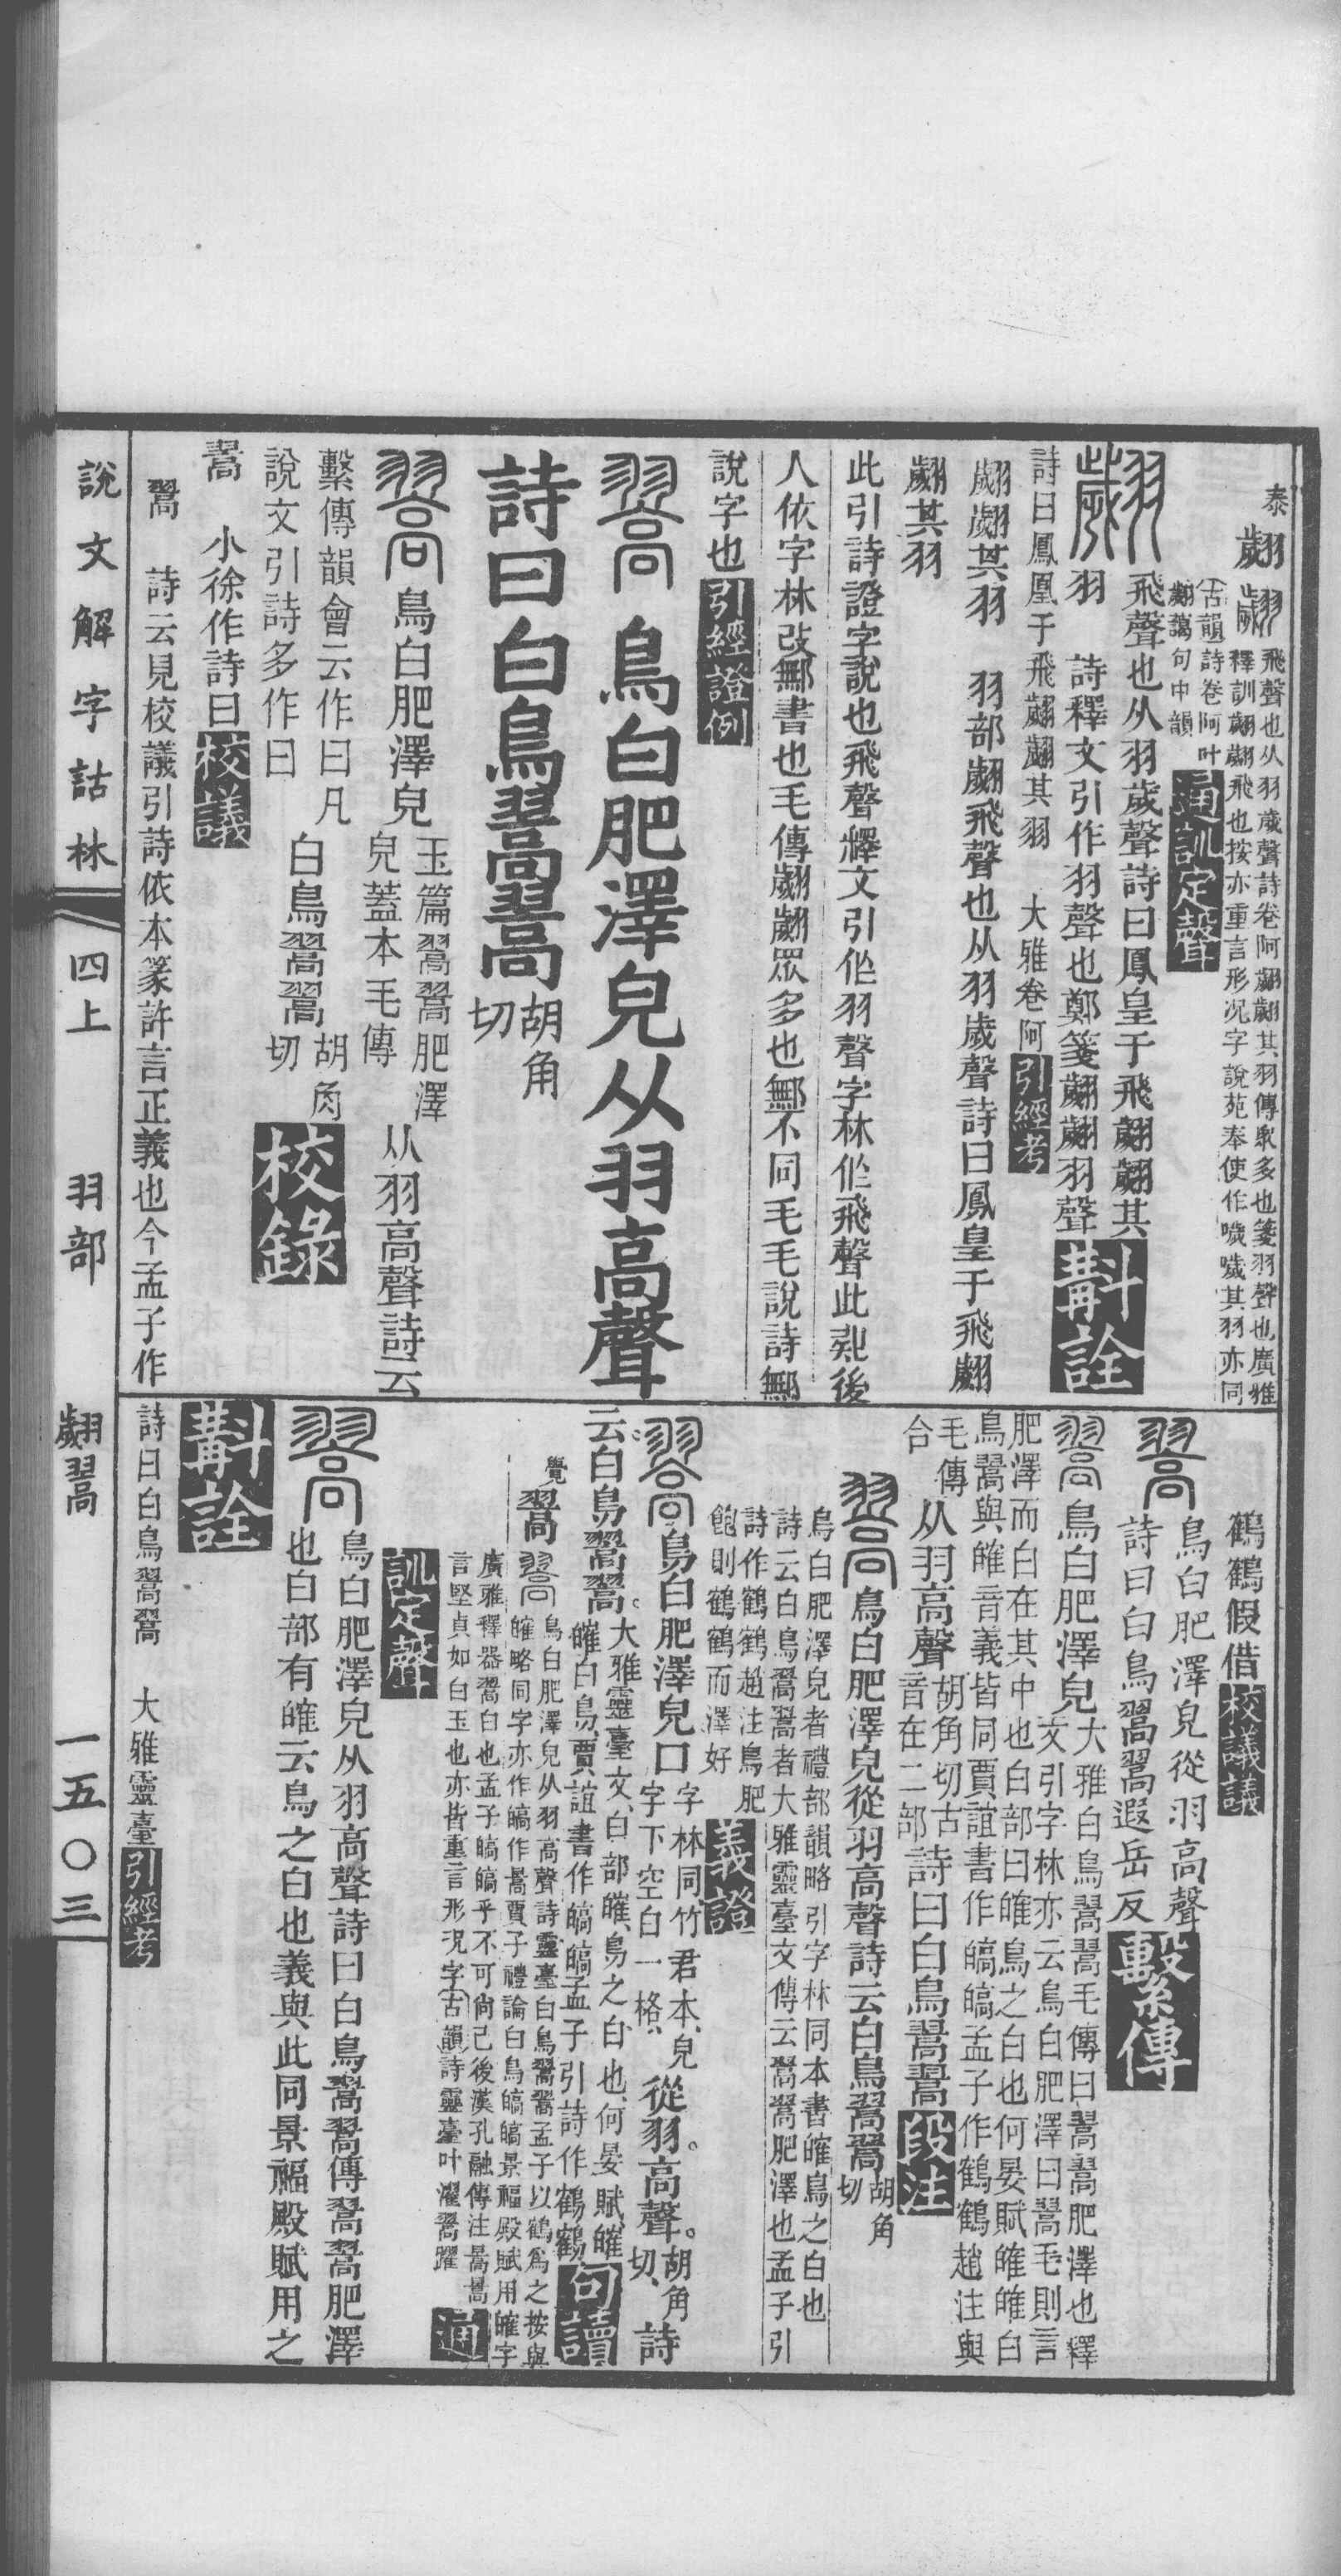 泰
翽
翽飛聲也从羽歲聲詩卷阿翽翽其羽傳衆多也箋羽聲也廣雅
釋訓翽翽飛也按亦重言形況字說苑奉使作噦噦其羽亦同
古韻詩卷阿叶
翽藹句中韻
通訓定聲
翽飛聲也从羽歲聲詩曰鳳皇于飛翽翽其
羽 詩釋文引作羽聲也鄭箋翽翽羽聲
斠詮
詩曰鳳凰于飛翽翽其羽 大雅卷阿
引經考
翽翽其羽 羽部翽飛聲也从羽歲聲詩曰鳳皇于飛翽
翽其羽
此引詩證字說也飛聲釋文引作羽聲字林作飛聲此疑後
人依字林改鄦書也毛傳翽翽眾多也鄦不同毛毛說詩鄦
說字也
引經證例
翯 鳥白肥澤皃从羽高聲
詩曰白鳥翯翯
胡角
切
翯鳥白肥澤皃
玉篇翯翯肥澤
皃蓋本毛傳
从羽高聲詩云
繫傳韻會云作曰凡
說文引詩多作曰
白鳥翯翯
胡角
切
校錄
翯 小徐作詩曰
校議
翯 詩云見校議引詩依本篆許言正義也今孟子作
鶴鶴假借
校議議
翯鳥白肥澤皃從羽高聲
詩曰白鳥翯翯遐岳反
繫傳
翯鳥白肥澤皃
大雅白鳥翯翯毛傳曰翯翯肥澤也釋
文引字林亦云鳥白肥澤曰翯毛則言
肥澤而白在其中也白部曰皠鳥之白也何晏賦皠皠白
鳥翯與皠音義皆同賈誼書作皜皜孟子作鶴鶴趙注與
毛傳
合
从羽高聲
胡角切古
音在二部
詩曰白鳥翯翯
段注
翯鳥白肥澤皃從羽高聲詩云白鳥翯翯
胡角
切
鳥白肥澤皃者禮部韻略引字林同本書皠鳥之白也
詩云白鳥翯翯者大雅靈臺文傳云翯翯肥澤也孟子引
詩作鶴鶴趙注鳥肥
飽則鶴鶴而澤好
義證
翯鳥白肥澤皃口
字林同竹君本皃
字下空白一格
從羽高聲
胡角
切
詩
云白鳥翯翯
大雅靈臺文白部皠鳥之白也何晏賦皠
皠白鳥賈誼書作皜皜孟子引詩作鶴鶴
句讀
覺
翯
翯鳥白肥澤皃从羽高聲詩靈臺白鳥翯翯孟子以鶴爲之按與
皠略同字亦作皜作暠賈子禮論白鳥皜皜景福殿賦用皠字
廣雅釋器翯白也孟子皜皜乎不可尚已後漢孔融傳注暠暠
言堅貞如白玉也亦皆重言形況字古韻詩靈臺叶濯翯躍
通
訓定聲
翯鳥白肥澤皃从羽高聲詩曰白鳥翯翯傳翯翯肥澤
也白部有皠云鳥之白也義與此同景福殿賦用之
斠詮
詩曰白鳥翯翯 大雅靈臺
引經考
說文解字詁林 四上 羽部 翽翯 一五〇三